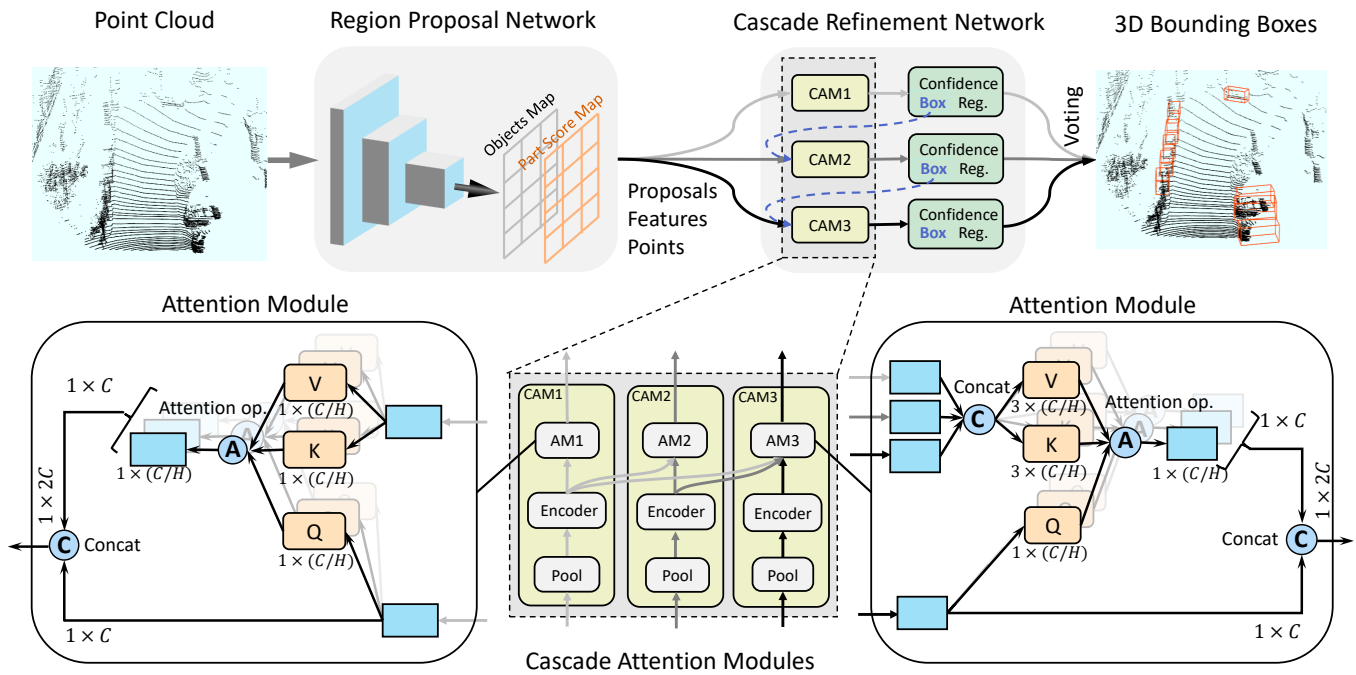 Point Cloud
Region Proposal Network
Cascade Refinement Network
3D Bounding Boxes
Objects Map
Part Score Map
Proposals
Features
Points
CAM1
Confidence
Box Reg.
CAM2
Confidence
Box Reg.
CAM3
Confidence
Box Reg.
Voting
Attention Module
1 × C
Attention op.
V
1 × (C/H)
A
K
1 × (C/H)
1 × (C/H)
Q
1 × (C/H)
1 × 2C
C
Concat
1 × C
CAM1
CAM2
CAM3
AM1
AM2
AM3
Encoder
Encoder
Encoder
Pool
Pool
Pool
Cascade Attention Modules
Attention Module
Concat
C
V
3 × (C/H)
Attention op.
K
3 × (C/H)
A
1 × (C/H)
1 × C
Q
1 × (C/H)
1 × 2C
Concat
C
1 × C